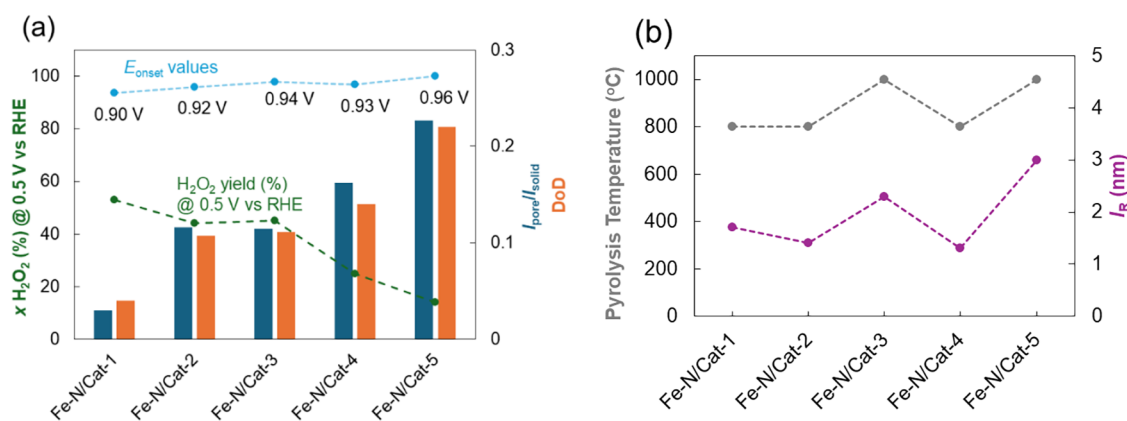 (a)
x H₂O₂ (%) @ 0.5 V vs RHE
100
80
60
40
20
0
Eonset values
0.90 V
0.92 V
0.94 V
0.93 V
0.96 V
H₂O₂ yield (%)
@ 0.5 V vs RHE
0.3
0.2
0.1
0
Ipore/Isolid
DoD
Fe-N/Cat-1
Fe-N/Cat-2
Fe-N/Cat-3
Fe-N/Cat-4
Fe-N/Cat-5
(b)
Pyrolysis Temperature (°C)
1000
800
600
400
200
0
5
4
3
2
1
0
IR (nm)
Fe-N/Cat-1
Fe-N/Cat-2
Fe-N/Cat-3
Fe-N/Cat-4
Fe-N/Cat-5